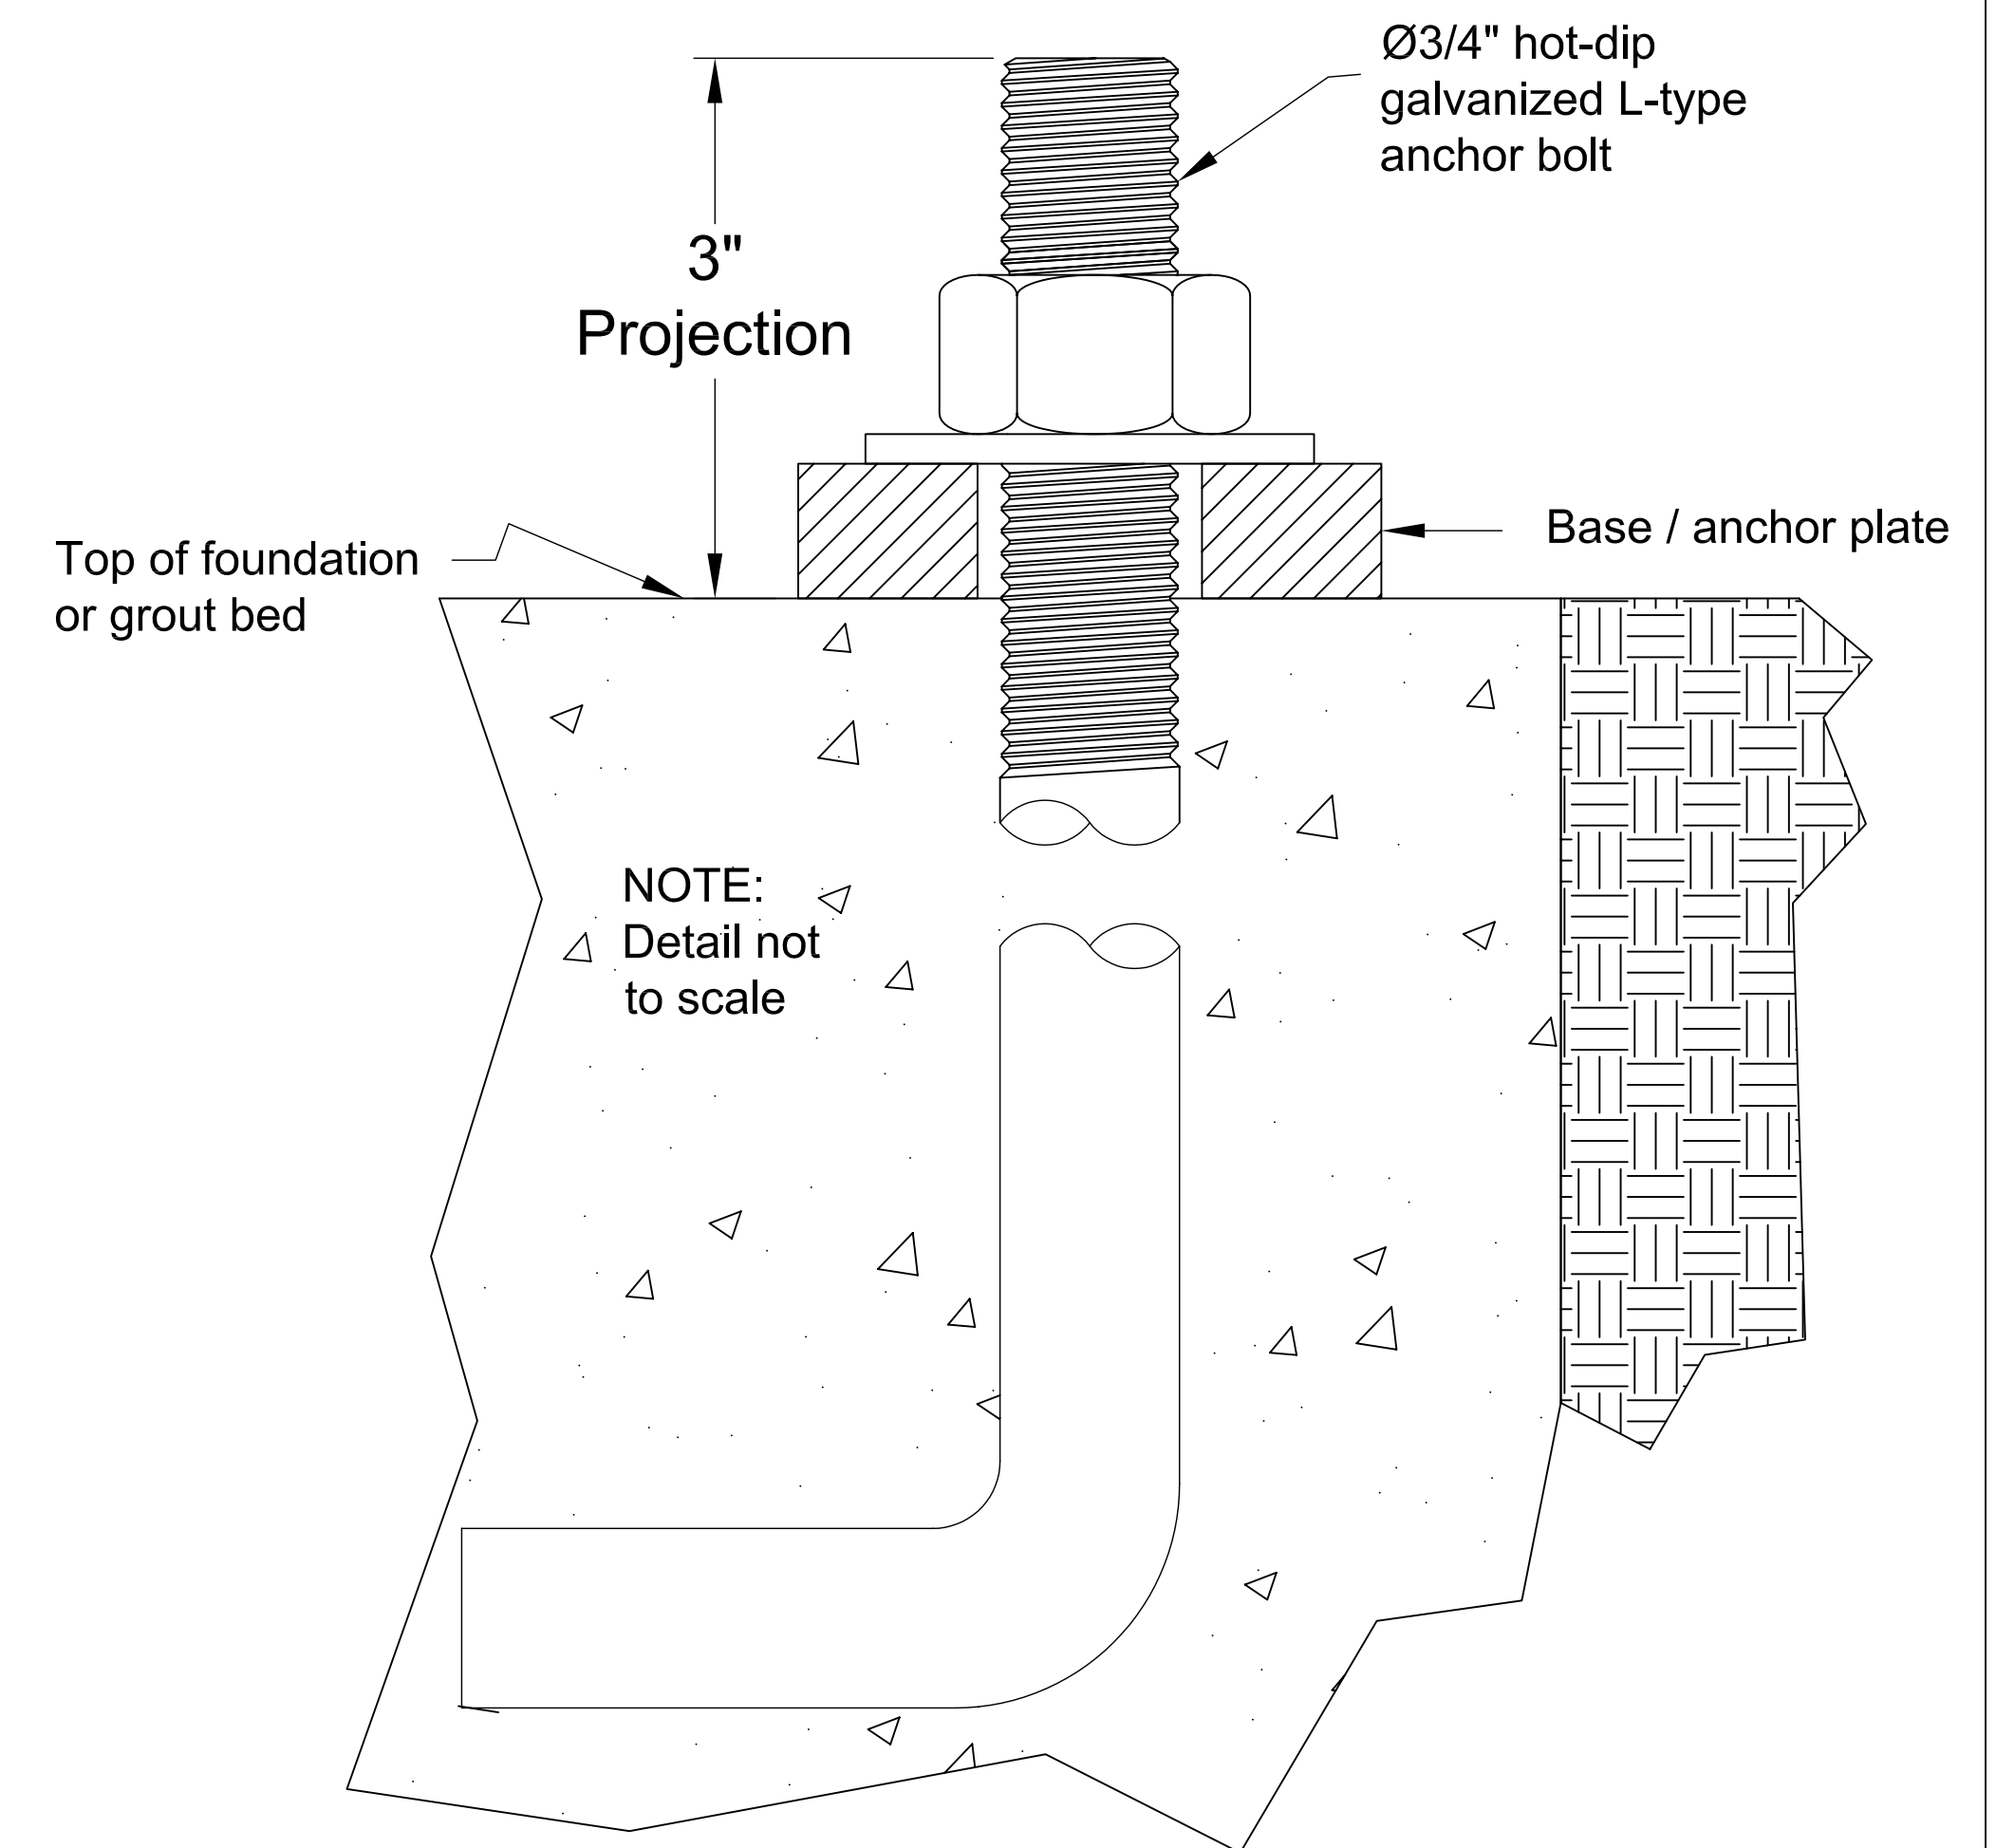 Ø3/4" hot-dip
galvanized L-type
anchor bolt
3"
Projection
Base / anchor plate
Top of foundation
or grout bed
NOTE:
Detail not
to scale